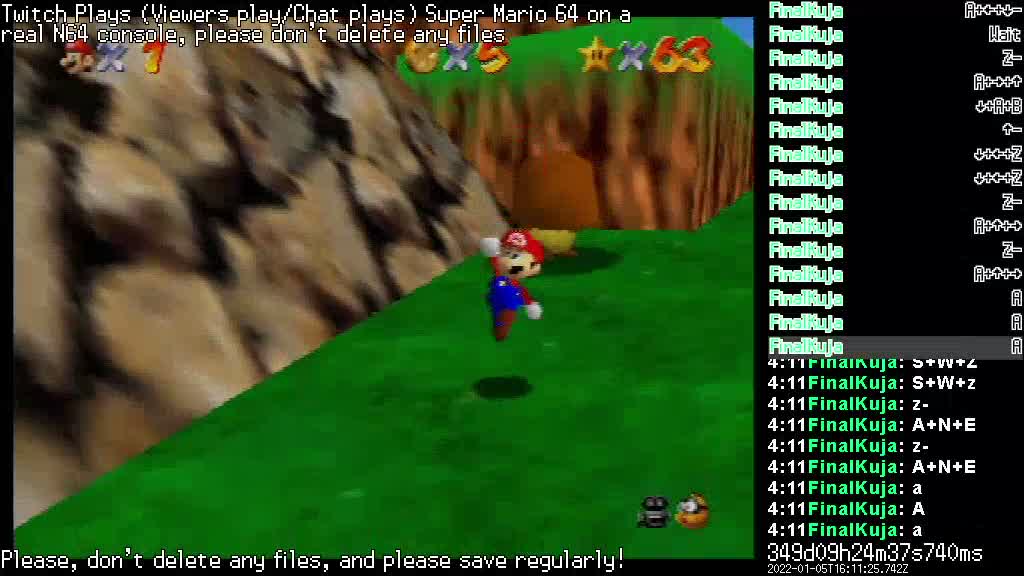 Twitch Plays (Viewers play/Chat plays) Super Mario 64 on a
real N64 console, please don't delete any files
x 7
x 5
x 63
FinalKuja
FinalKuja Wait
FinalKuja Z-
FinalKuja
FinalKuja
FinalKuja
FinalKuja
FinalKuja
FinalKuja Z-
FinalKuja
FinalKuja Z-
FinalKuja
FinalKuja A
FinalKuja A
FinalKuja A
4:11FinalKuja: S+W+Z
4:11FinalKuja: S+W+z
4:11FinalKuja: z-
4:11FinalKuja: A+N+E
4:11FinalKuja: z-
4:11FinalKuja: A+N+E
4:11FinalKuja: a
4:11FinalKuja: A
4:11FinalKuja: a
Please, don't delete any files, and please save regularly!
349d09h24m37s740ms
2022-01-05T16:11:25.742Z